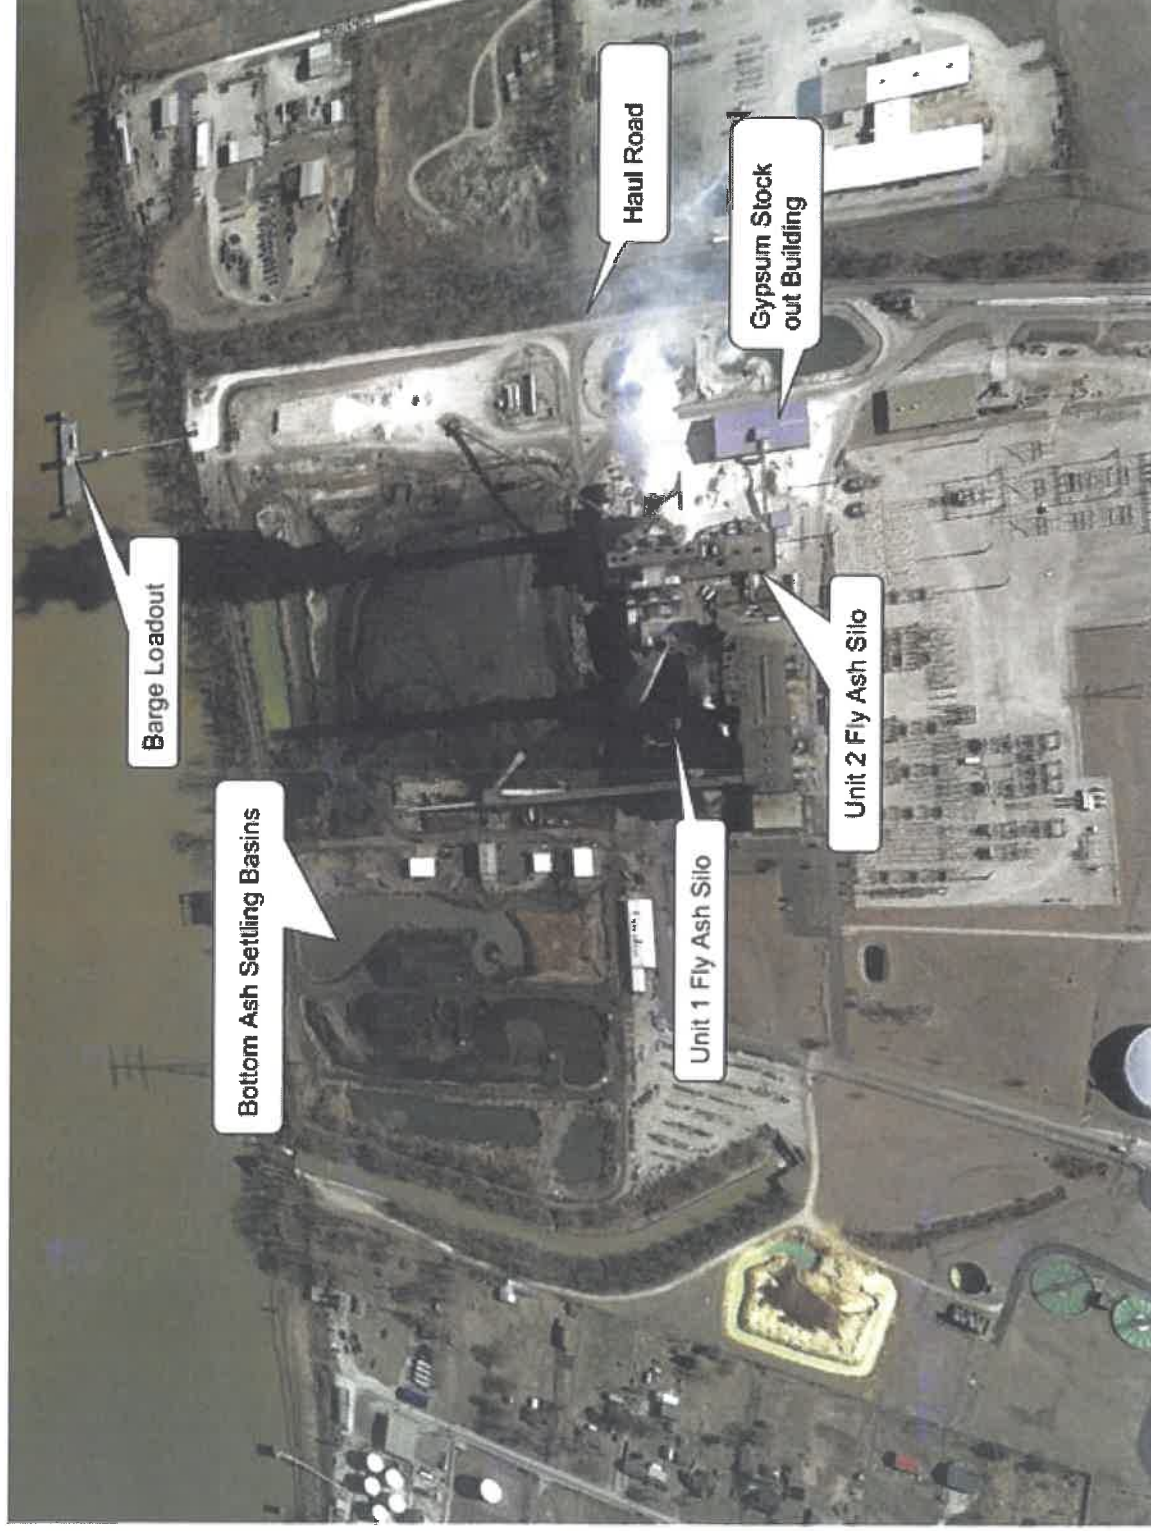 Bottom Ash Settling Basins
Barge Loadout
Unit 1 Fly Ash Silo
Unit 2 Fly Ash Silo
Gypsum Stock
out Building
Haul Road